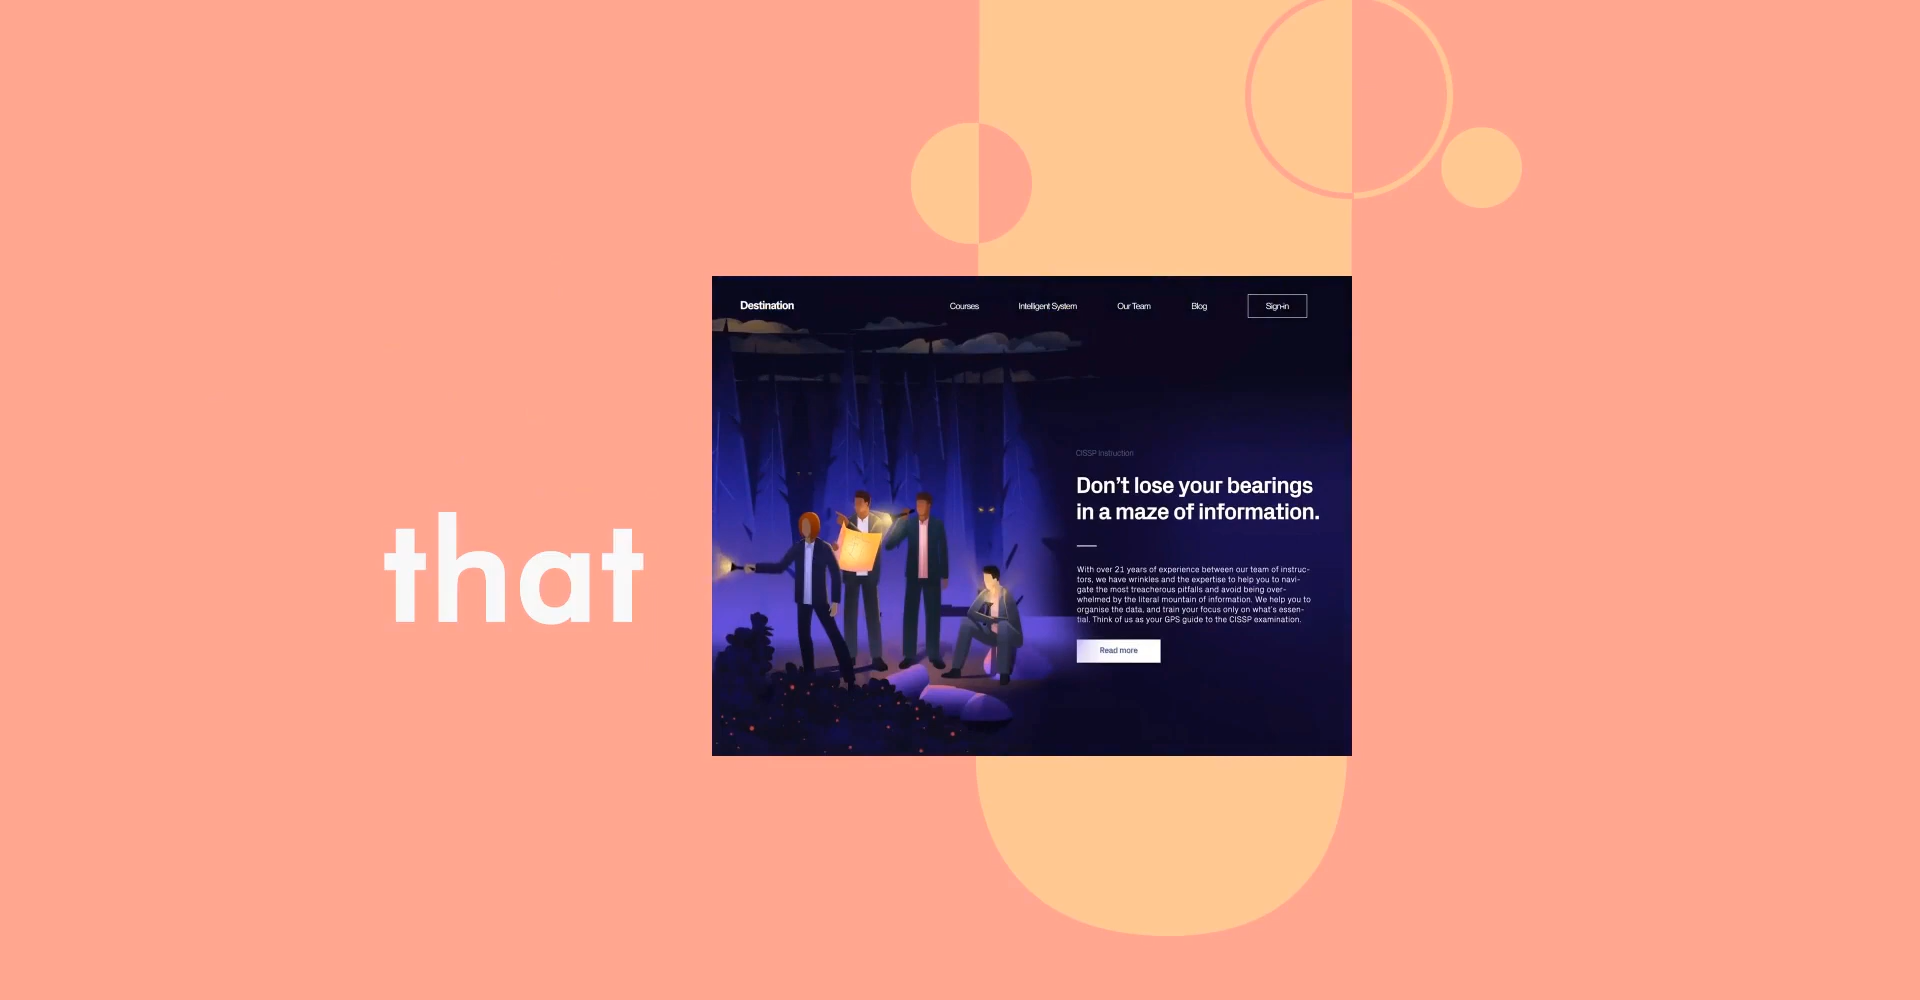 that
Destination
Courses
Intelligent System
Our Team
Blog
Sign-in
CISSP Instruction
Don’t lose your bearings
in a maze of information.
With over 21 years of experience between our team of instruc-
tors, we have wrinkles and the expertise to help you to navi-
gate the most treacherous pitfalls and avoid being over-
whelmed by the literal mountain of information. We help you to
organise the data, and train your focus only on what's essen-
tial. Think of us as your GPS guide to the CISSP examination.
Read more